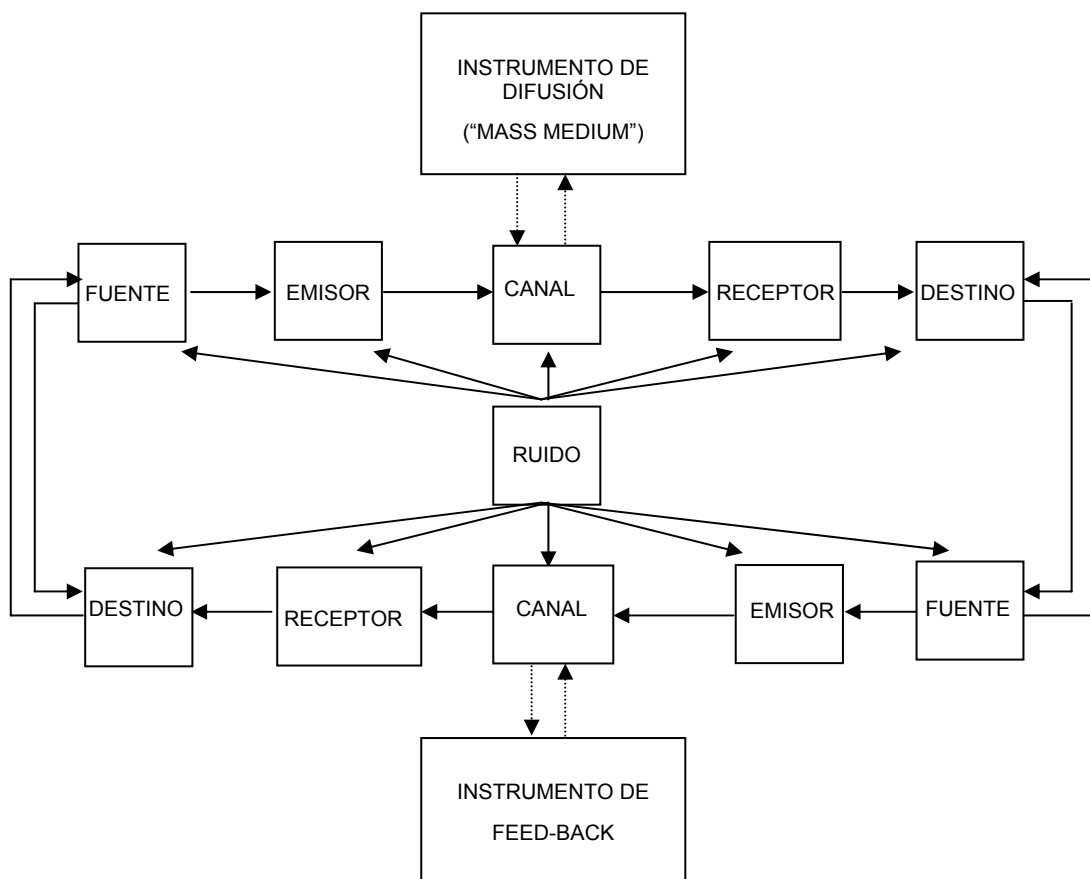 INSTRUMENTO DE
DIFUSIÓN
(“MASS MEDIUM”)
FUENTE
EMISOR
CANAL
RECEPTOR
DESTINO
RUIDO
DESTINO
RECEPTOR
CANAL
EMISOR
FUENTE
INSTRUMENTO DE
FEED-BACK